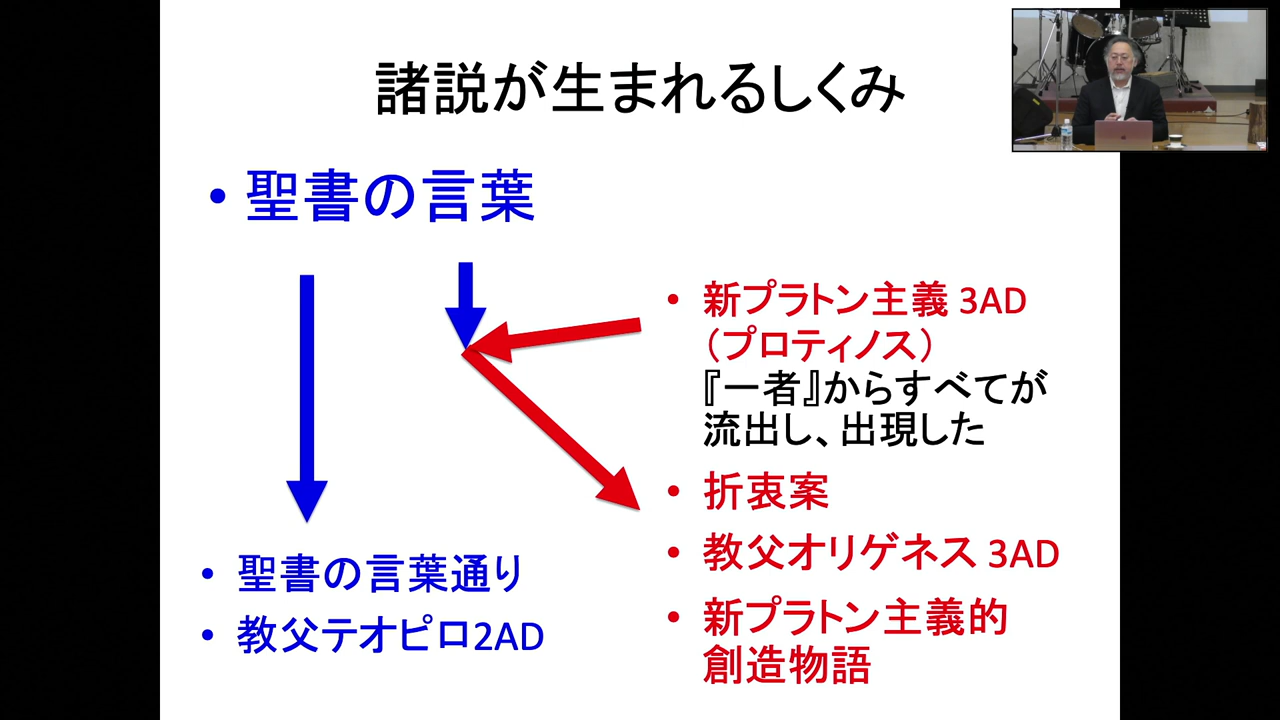 諸説が生まれるしくみ
• 聖書の言葉
• 新プラトン主義 3AD
（プロティノス）
『一者』からすべてが
流出し、出現した
• 折衷案
• 教父オリゲネス 3AD
• 新プラトン主義的
創造物語
• 聖書の言葉通り
• 教父テオピロ2AD